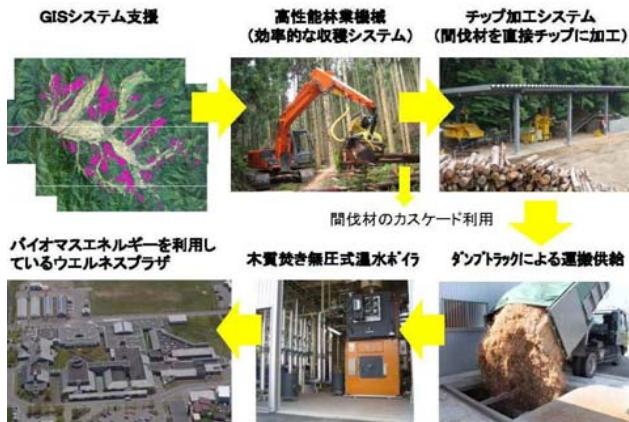 GISシステム支援
高性能林業機械
(効率的な収穫システム)
チップ加工システム
(間伐材を直接チップに加工)
間伐材のカスケード利用
バイオマスエネルギーを利用し
ているウエルネスプラザ
木質焚き無圧式温水ボイラ
ダンプトラックによる運搬供給